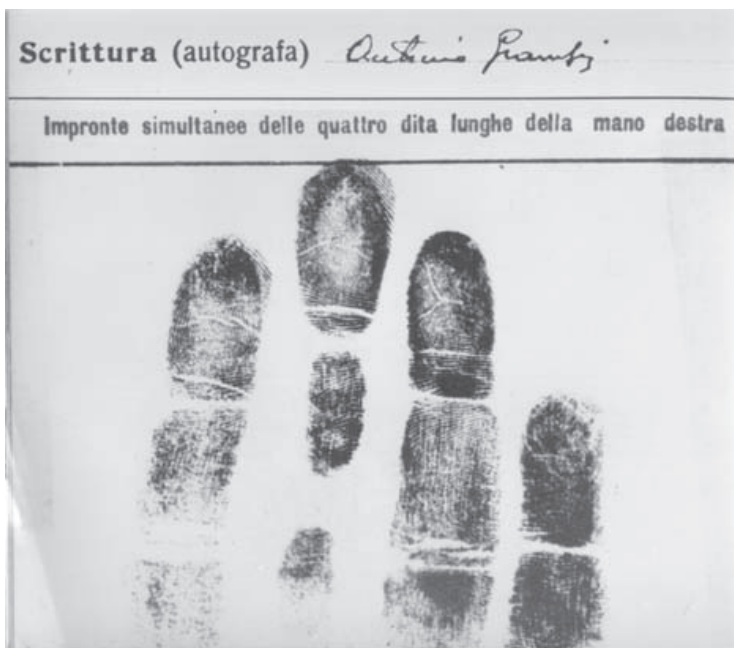 Scrittura (autografa) Antonio Gramsci
Impronte simultanee delle quattro dita lunghe della mano destra